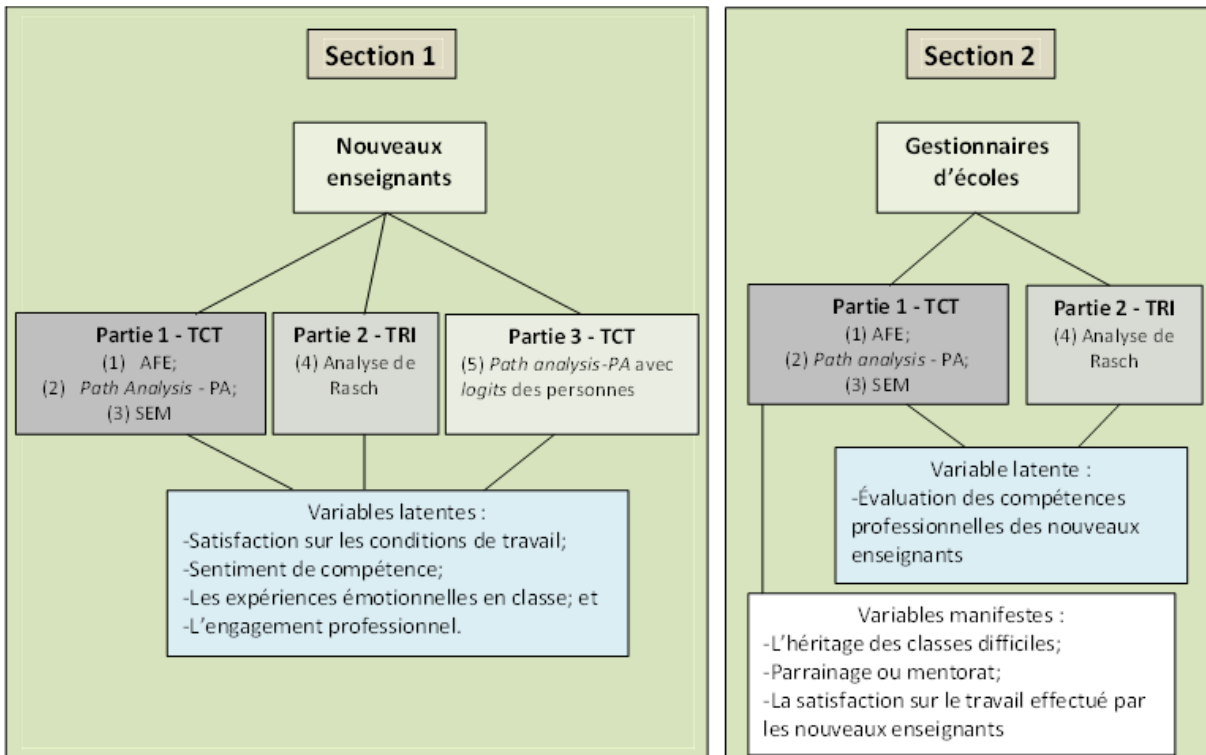 Section 1
Nouveaux
enseignants
Partie 1 - TCT
(1) AFE;
(2) Path Analysis - PA;
(3) SEM
Partie 2 - TRI
(4) Analyse de
Rasch
Partie 3 - TCT
(5) Path analysis-PA avec
logits des personnes
Variables latentes :
-Satisfaction sur les conditions de travail;
-Sentiment de compétence;
-Les expériences émotionnelles en classe; et
-L’engagement professionnel.
Section 2
Gestionnaires
d’écoles
Partie 1 - TCT
(1) AFE;
(2) Path analysis - PA;
(3) SEM
Partie 2 - TRI
(4) Analyse de
Rasch
Variable latente :
-Évaluation des compétences
professionnelles des nouveaux
enseignants
Variables manifestes :
-L’héritage des classes difficiles;
-Parrainage ou mentorat;
-La satisfaction sur le travail effectué par
les nouveaux enseignants